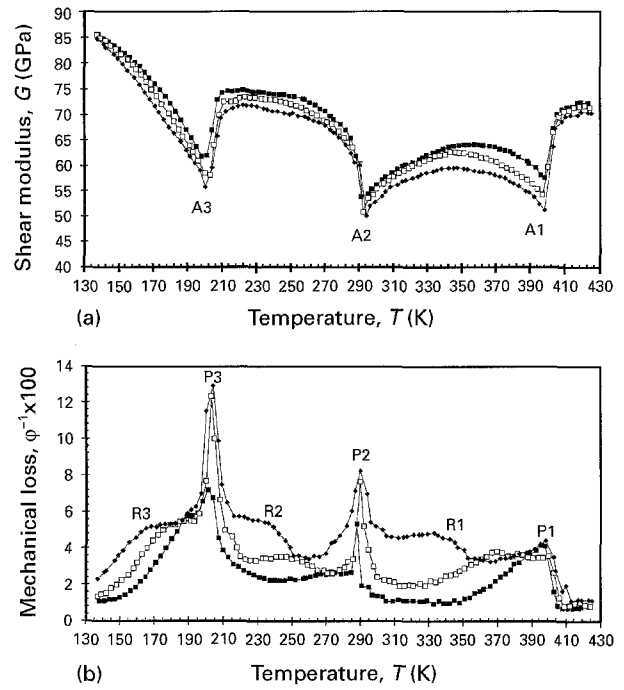 90
85
80
75
70
65
60
55
50
45
40
Shear modulus, G (GPa)
A3
A2
A1
130 150 170 190 210 230 250 270 290 310 330 350 370 390 410 430
(a) Temperature, T (K)
14
12
10
8
6
4
2
0
Mechanical loss, φ⁻¹x100
P3
P2
R3
R2
R1
P1
130 150 170 190 210 230 250 270 290 310 330 350 370 390 410 430
(b) Temperature, T (K)